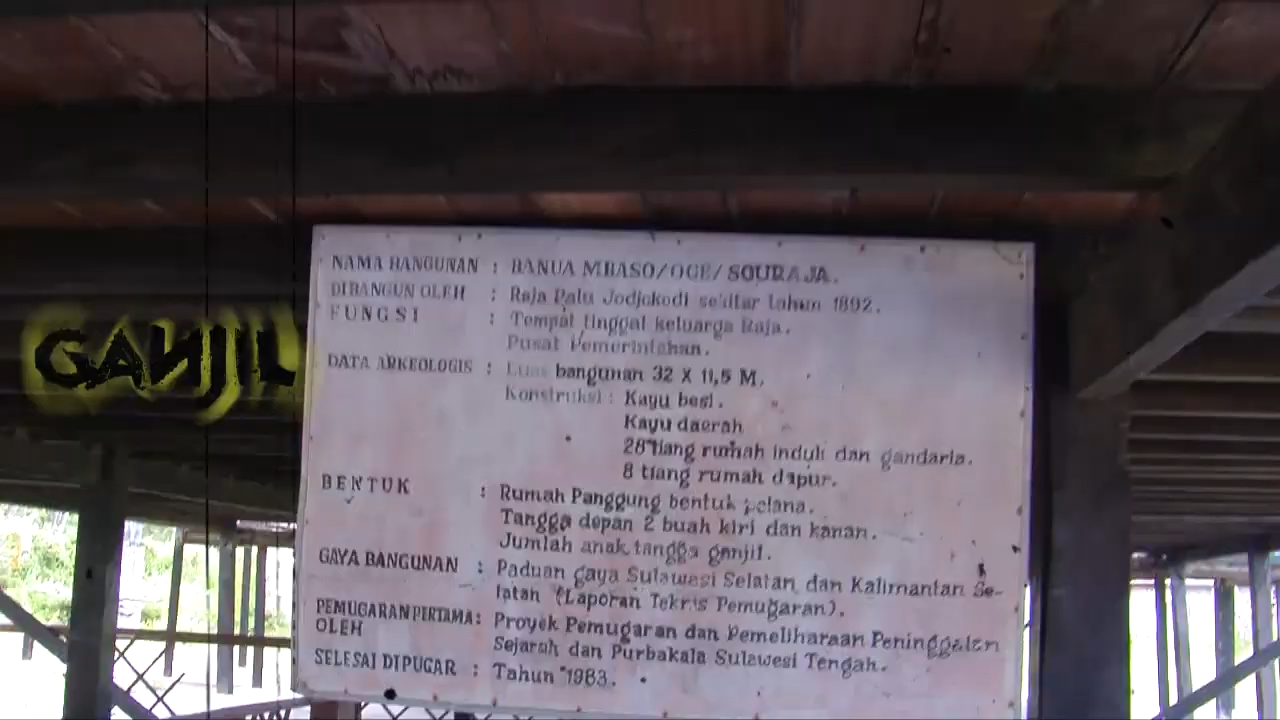 NAMA BANGUNAN : BANUA MBASO/OGE/ SOURAJA.
DIBANGUN OLEH : Raja Palu Jodjokodi sekitar tahun 1892.
FUNGSI : Tempat tinggal keluarga Raja.
Pusat Pemerintahan.
DATA ARKEOLOGIS : Luas bangunan 32 X 11,5 M.
Konstruksi : Kayu besi.
Kayu daerah
28 tiang rumah induk dan gandaria.
8 tiang rumah dapur.
BENTUK : Rumah Panggung bentuk pelana.
Tangga depan 2 buah kiri dan kanan.
Jumlah anak tangga ganjil.
GAYA BANGUNAN : Paduan gaya Sulawesi Selatan dan Kalimantan Se-
latan (Laporan Teknis Pemugaran).
PEMUGARAN PERTAMA : Proyek Pemugaran dan Pemeliharaan Peninggalan
OLEH Sejarah dan Purbakala Sulawesi Tengah.
SELESAI DIPUGAR : Tahun 1983.
GANJIL